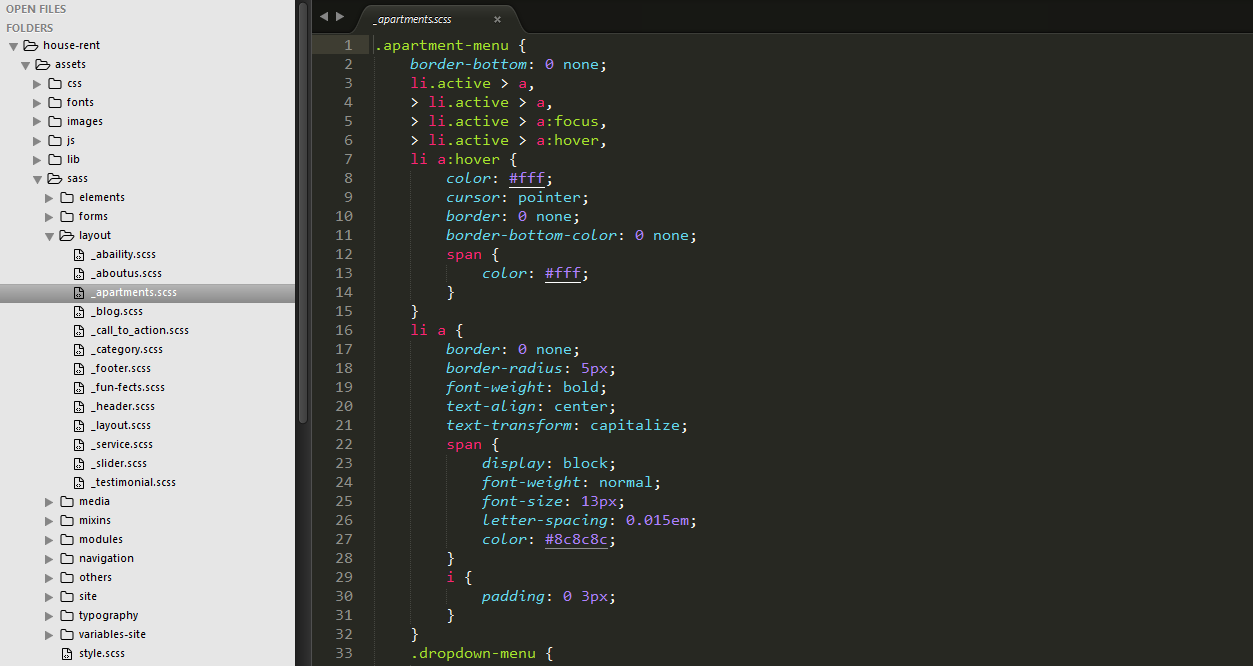 OPEN FILES
FOLDERS
house-rent
assets
css
fonts
images
js
lib
sass
elements
forms
layout
_abaility.scss
_aboutus.scss
_apartments.scss
_blog.scss
_call_to_action.scss
_category.scss
_footer.scss
_fun-fects.scss
_header.scss
_layout.scss
_service.scss
_slider.scss
_testimonial.scss
media
mixins
modules
navigation
others
site
typography
variables-site
style.scss
_apartments.scss ×
1 .apartment-menu {
2 border-bottom: 0 none;
3 li.active > a,
4 > li.active > a,
5 > li.active > a:focus,
6 > li.active > a:hover,
7 li a:hover {
8 color: #fff;
9 cursor: pointer;
10 border: 0 none;
11 border-bottom-color: 0 none;
12 span {
13 color: #fff;
14 }
15 }
16 li a {
17 border: 0 none;
18 border-radius: 5px;
19 font-weight: bold;
20 text-align: center;
21 text-transform: capitalize;
22 span {
23 display: block;
24 font-weight: normal;
25 font-size: 13px;
26 letter-spacing: 0.015em;
27 color: #8c8c8c;
28 }
29 i {
30 padding: 0 3px;
31 }
32 }
33 .dropdown-menu {